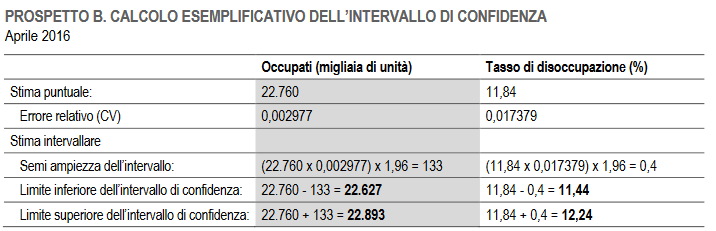 PROSPETTO B. CALCOLO ESEMPLIFICATIVO DELL'INTERVALLO DI CONFIDENZA
Aprile 2016
Occupati (migliaia di unità) Tasso di disoccupazione (%)
Stima puntuale: 22.760 11,84
Errore relativo (CV) 0,002977 0,017379
Stima intervallare
Semi ampiezza dell'intervallo: (22.760 x 0,002977) x 1,96 = 133 (11,84 x 0,017379) x 1,96 = 0,4
Limite inferiore dell'intervallo di confidenza: 22.760 - 133 = 22.627 11,84 - 0,4 = 11,44
Limite superiore dell'intervallo di confidenza: 22.760 + 133 = 22.893 11,84 + 0,4 = 12,24